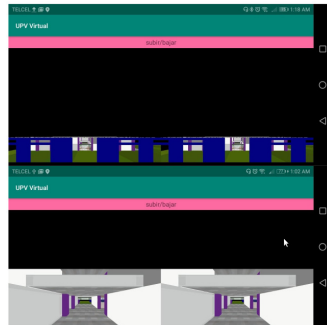 TELCEL 1:18 AM
UPV Virtual
subir/bajar
TELCEL 1:02 AM
UPV Virtual
subir/bajar